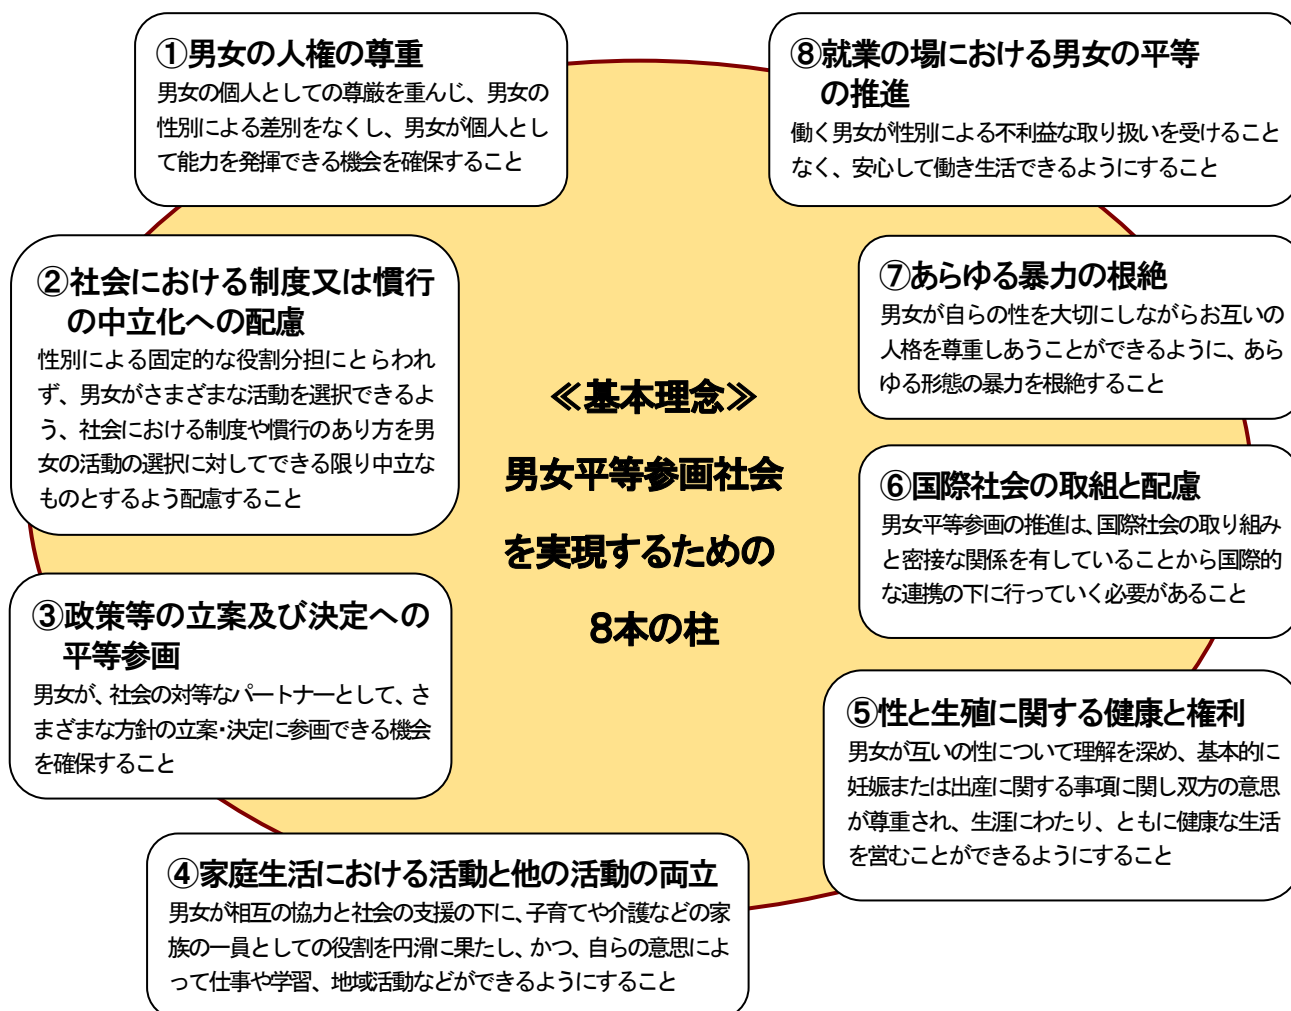 ①男女の人権の尊重
男女の個人としての尊厳を重んじ、男女の
性別による差別をなくし、男女が個人とし
て能力を発揮できる機会を確保すること
②社会における制度又は慣行
の中立化への配慮
性別による固定的な役割分担にとらわれ
ず、男女がさまざまな活動を選択できるよ
う、社会における制度や慣行のあり方を男
女の活動の選択に対してできる限り中立な
ものとするよう配慮すること
③政策等の立案及び決定への
平等参画
男女が、社会の対等なパートナーとして、さ
まざまな方針の立案・決定に参画できる機会
を確保すること
④家庭生活における活動と他の活動の両立
男女が相互の協力と社会の支援の下に、子育てや介護などの家
族の一員としての役割を円滑に果たし、かつ、自らの意思によ
って仕事や学習、地域活動などができるようにすること
⑤性と生殖に関する健康と権利
男女が互いの性について理解を深め、基本的に
妊娠または出産に関する事項に関し双方の意思
が尊重され、生涯にわたり、ともに健康な生活
を営むことができるようにすること
⑥国際社会の取組と配慮
男女平等参画の推進は、国際社会の取り組み
と密接な関係を有していることから国際的
な連携の下に行っていく必要があること
⑦あらゆる暴力の根絶
男女が自らの性を大切にしながらお互いの
人格を尊重しあうことができるように、あら
ゆる形態の暴力を根絶すること
⑧就業の場における男女の平等
の推進
働く男女が性別による不利益な取り扱いを受けること
なく、安心して働き生活できるようにすること
≪基本理念≫
男女平等参画社会
を実現するための
8本の柱